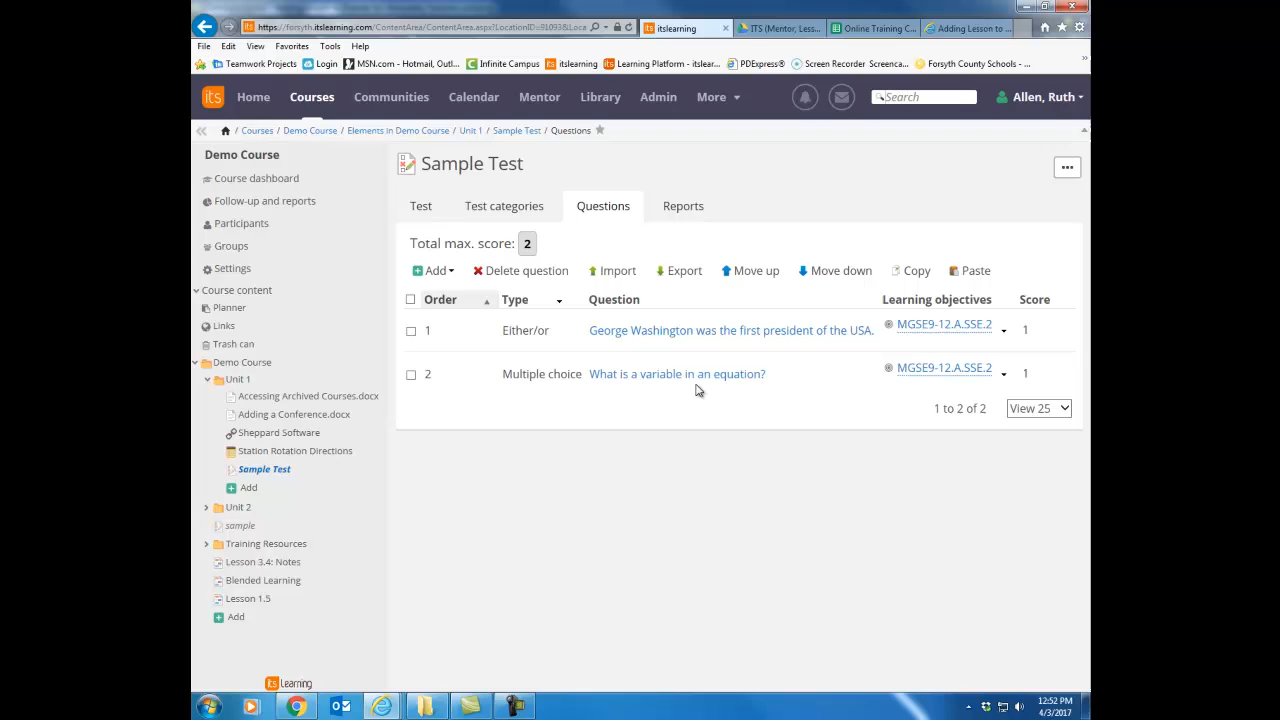 https://forsyth.itslearning.com/ContentArea/ContentArea.aspx?LocationID=91093&Loca
itslearning
ITS (Mentor, Less...
Online Training C...
Adding Lesson to ...
File Edit View Favorites Tools Help
Teamwork Projects
Login
MSN.com - Hotmail, Outl...
Infinite Campus
itslearning
Learning Platform - itslear...
PDExpress®
Screen Recorder Screenca...
Forsyth County Schools - ...
its
Home
Courses
Communities
Calendar
Mentor
Library
Admin
More
Search
Allen, Ruth
Courses | Demo Course | Elements in Demo Course | Unit 1 | Sample Test | Questions
Demo Course
Course dashboard
Follow-up and reports
Participants
Groups
Settings
Course content
Planner
Links
Trash can
Demo Course
Unit 1
Accessing Archived Courses.docx
Adding a Conference.docx
Sheppard Software
Station Rotation Directions
Sample Test
Add
Unit 2
sample
Training Resources
Lesson 3.4: Notes
Blended Learning
Lesson 1.5
Add
its Learning
Sample Test
...
Test
Test categories
Questions
Reports
Total max. score: 2
Add
Delete question
Import
Export
Move up
Move down
Copy
Paste
Order Type Question Learning objectives Score
1 Either/or George Washington was the first president of the USA. MGSE9-12.A.SSE.2 1
2 Multiple choice What is a variable in an equation? MGSE9-12.A.SSE.2 1
1 to 2 of 2 View 25
12:52 PM
4/3/2017